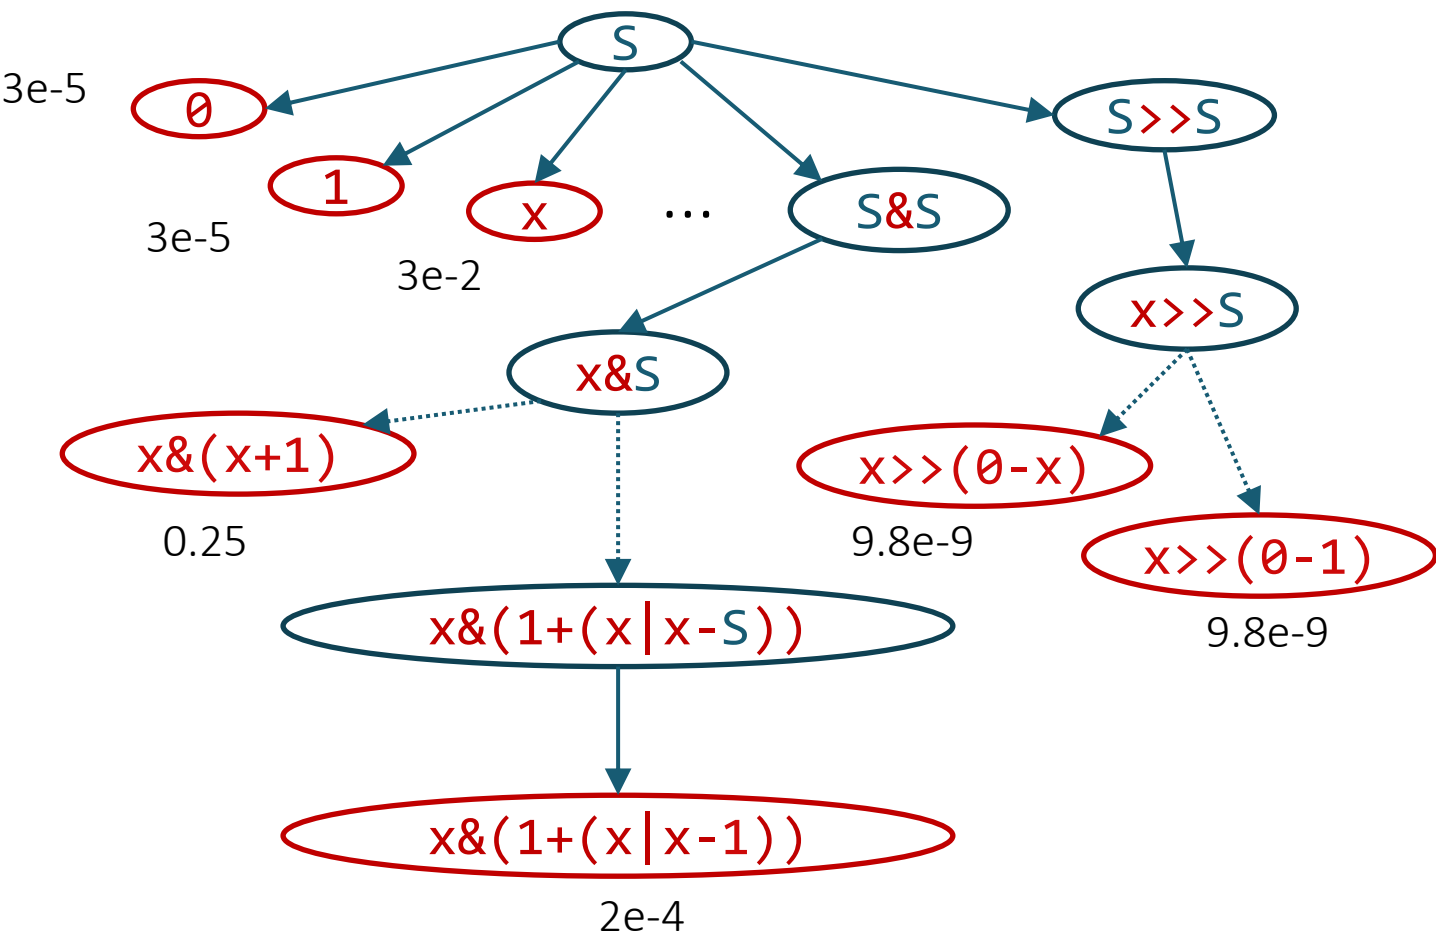 S
3e-5
0
S>>S
1
x
...
S&S
3e-5
3e-2
x>>S
x&S
x&(x+1)
x>>(0-x)
0.25
9.8e-9
x>>(0-1)
x&(1+(x|x-S))
9.8e-9
x&(1+(x|x-1))
2e-4